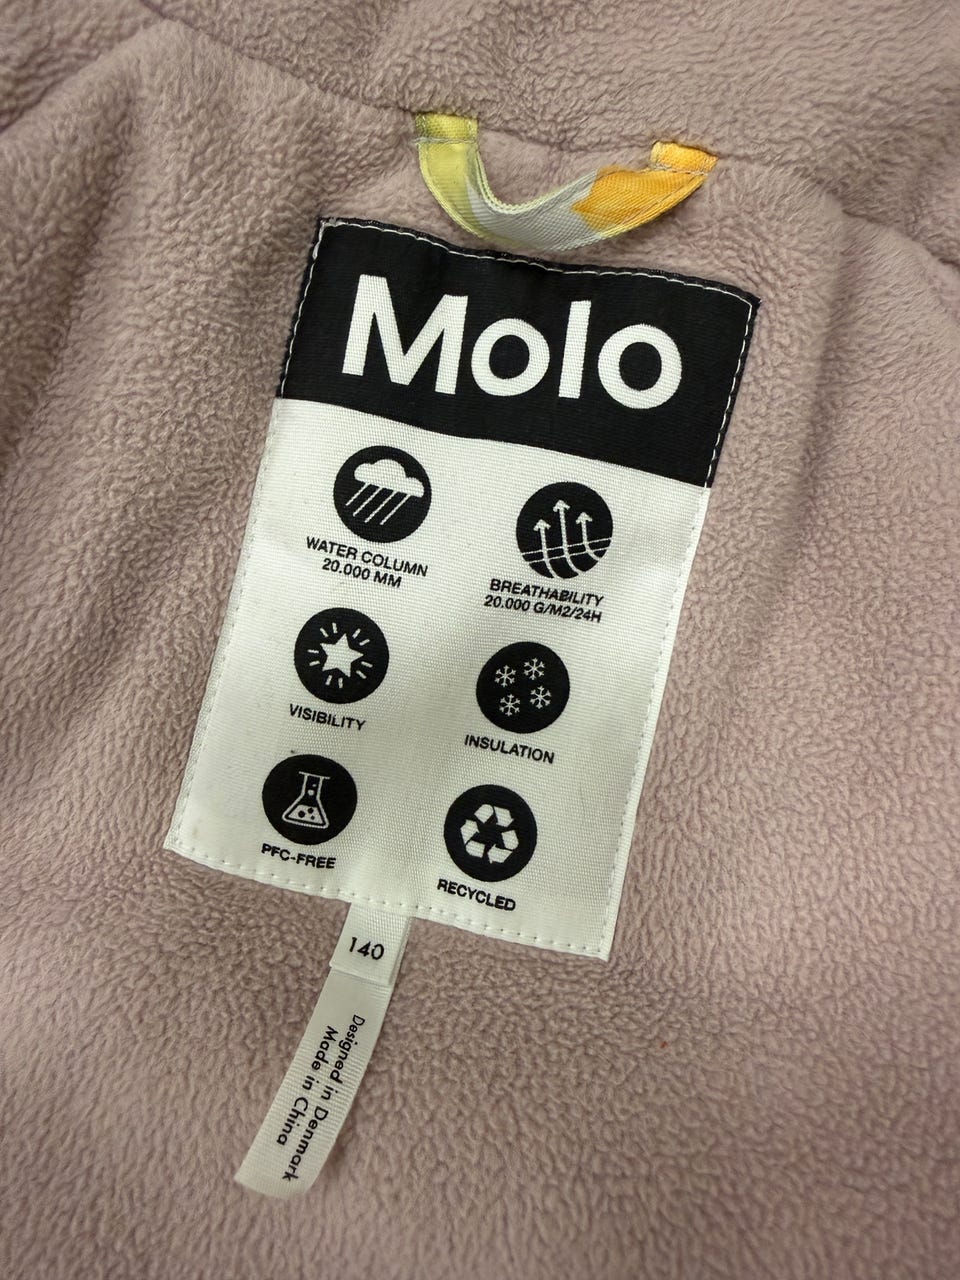 Molo
WATER COLUMN
20.000 MM
BREATHABILITY
20.000 G/M2/24H
VISIBILITY
INSULATION
PFC-FREE
RECYCLED
140
Designed in Denmark
Made in China